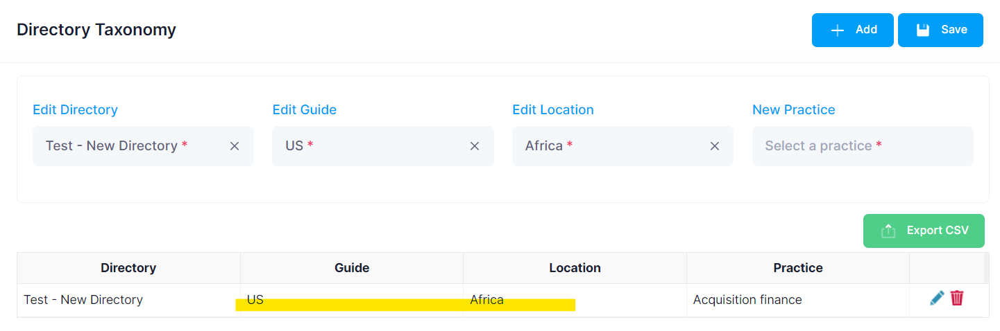 Directory Taxonomy
Add
Save
Edit Directory
Edit Guide
Edit Location
New Practice
Test - New Directory *
US *
Africa *
Select a practice *
Export CSV
Directory Guide Location Practice
Test - New Directory US Africa Acquisition finance